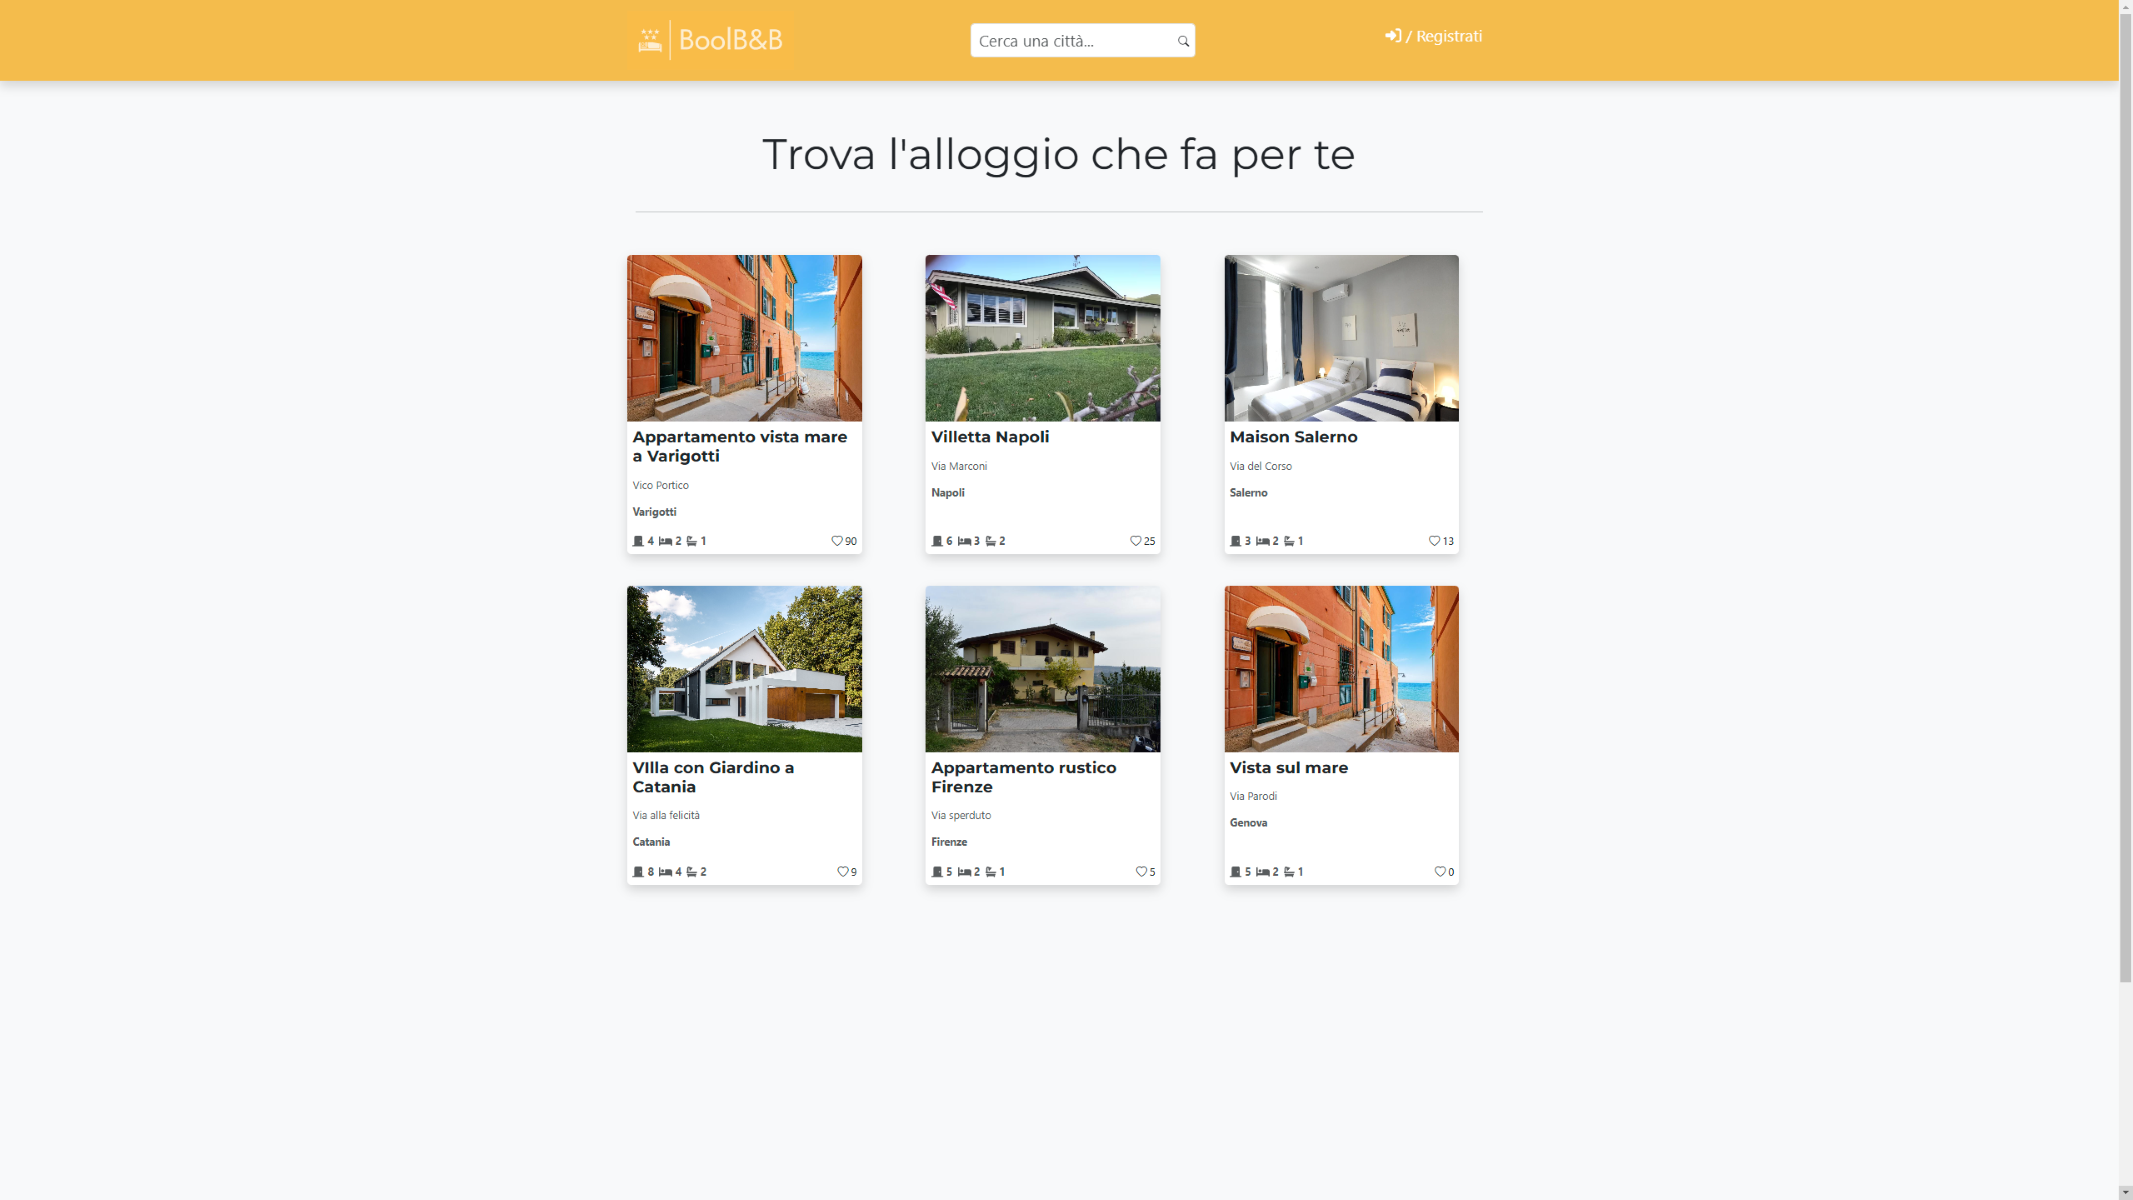 BoolB&B
Cerca una città...
/ Registrati
Trova l'alloggio che fa per te
Appartamento vista mare
a Varigotti
Vico Portico
Varigotti
4 2 1 90
Villetta Napoli
Via Marconi
Napoli
6 3 2 25
Maison Salerno
Via del Corso
Salerno
3 2 1 13
VIlla con Giardino a
Catania
Via alla felicità
Catania
8 4 2 9
Appartamento rustico
Firenze
Via sperduto
Firenze
5 2 1 5
Vista sul mare
Via Parodi
Genova
5 2 1 0